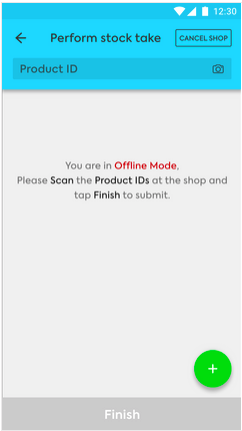 12:30
Perform stock take
CANCEL SHOP
Product ID
You are in Offline Mode,
Please Scan the Product IDs at the shop and
tap Finish to submit.
+
Finish